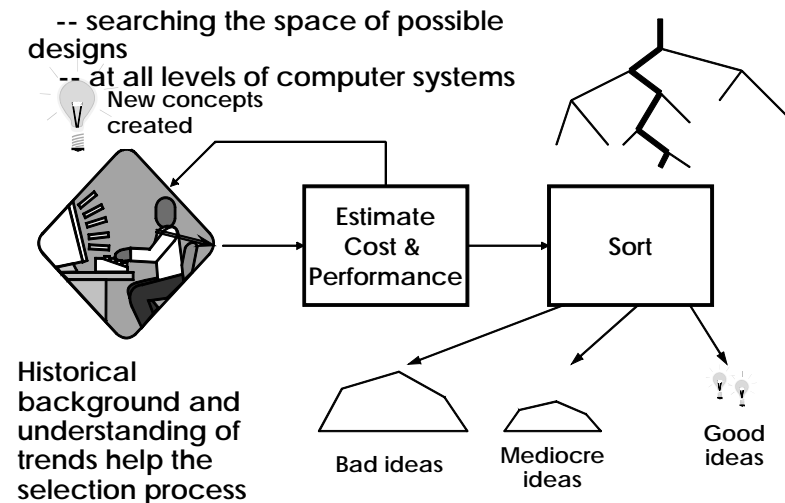 -- searching the space of possible
designs
-- at all levels of computer systems
New concepts
created
Estimate
Cost &
Performance
Sort
Historical
background and
understanding of
trends help the
selection process
Bad ideas
Mediocre
ideas
Good
ideas